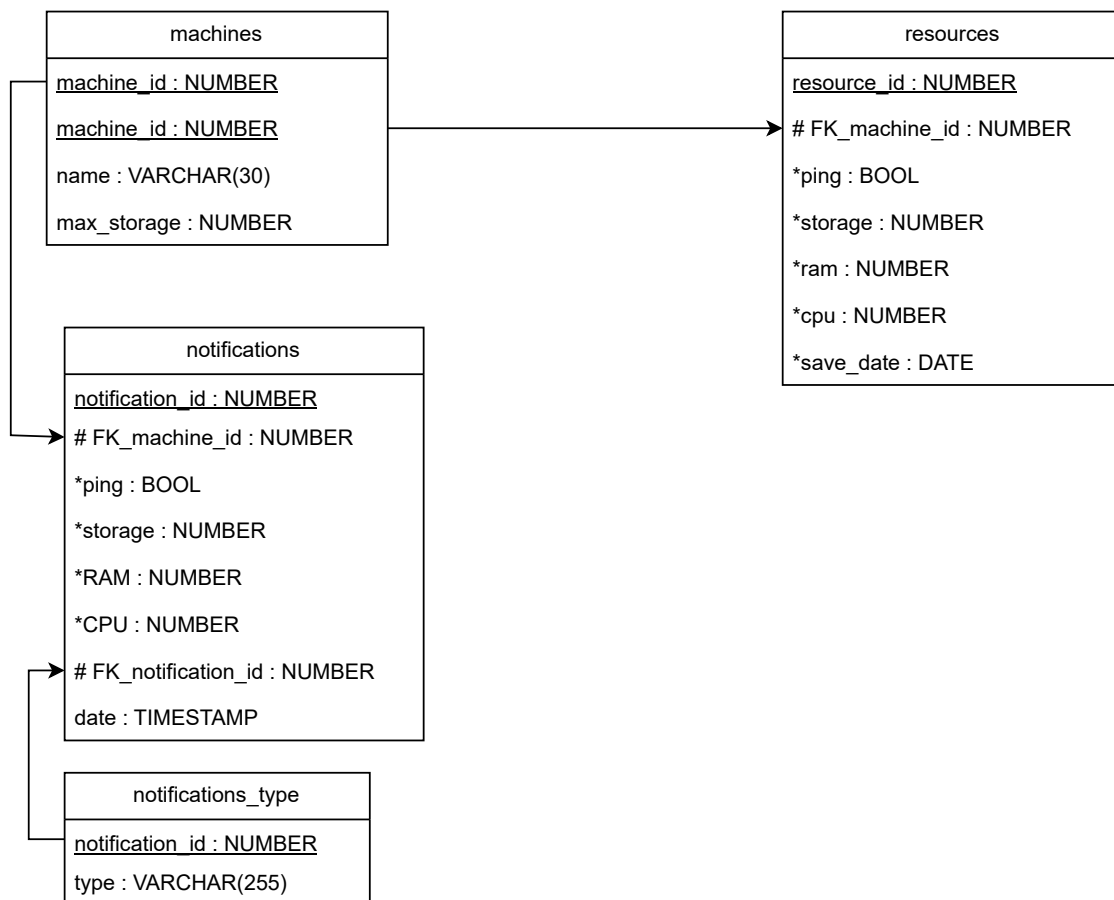 machines
machine_id : NUMBER
machine_id : NUMBER
name : VARCHAR(30)
max_storage : NUMBER
resources
resource_id : NUMBER
# FK_machine_id : NUMBER
*ping : BOOL
*storage : NUMBER
*ram : NUMBER
*cpu : NUMBER
*save_date : DATE
notifications
notification_id : NUMBER
# FK_machine_id : NUMBER
*ping : BOOL
*storage : NUMBER
*RAM : NUMBER
*CPU : NUMBER
# FK_notification_id : NUMBER
date : TIMESTAMP
notifications_type
notification_id : NUMBER
type : VARCHAR(255)